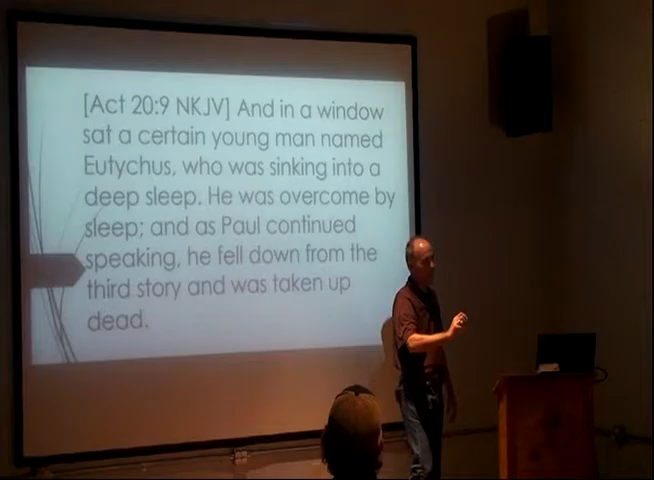 [Act 20:9 NKJV] And in a window
sat a certain young man named
Eutychus, who was sinking into a
deep sleep. He was overcome by
sleep; and as Paul continued
speaking, he fell down from the
third story and was taken up
dead.